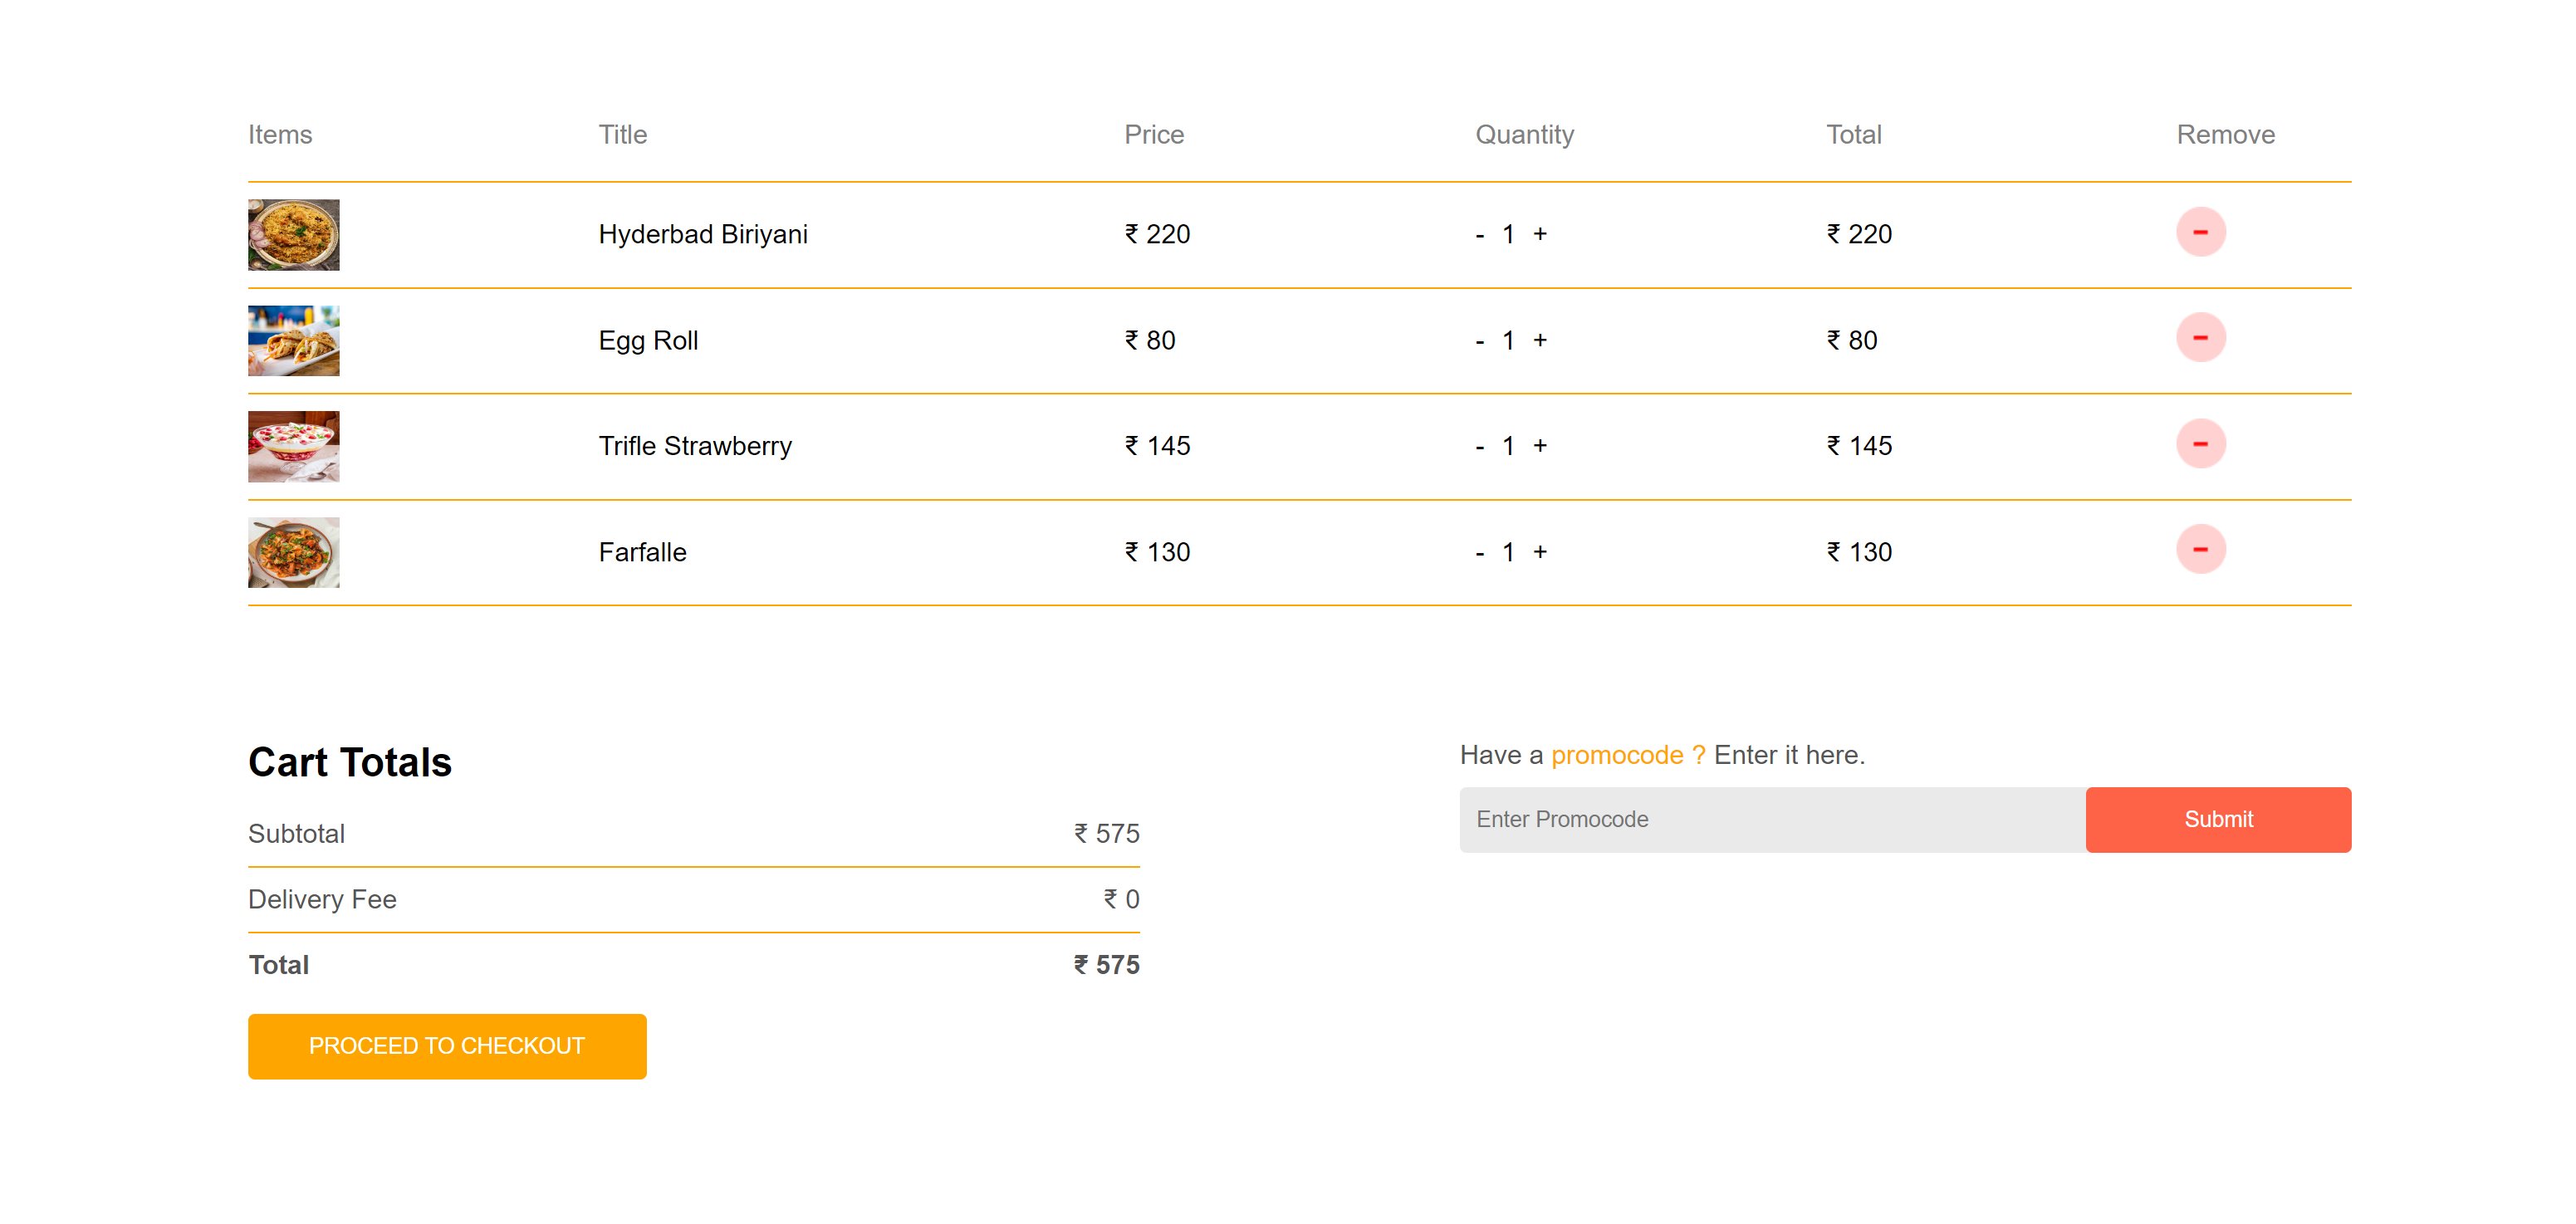 Items Title Price Quantity Total Remove
Hyderbad Biriyani ₹ 220 - 1 + ₹ 220
Egg Roll ₹ 80 - 1 + ₹ 80
Trifle Strawberry ₹ 145 - 1 + ₹ 145
Farfalle ₹ 130 - 1 + ₹ 130
Cart Totals
Subtotal ₹ 575
Delivery Fee ₹ 0
Total ₹ 575
PROCEED TO CHECKOUT
Have a promocode ? Enter it here.
Enter Promocode Submit